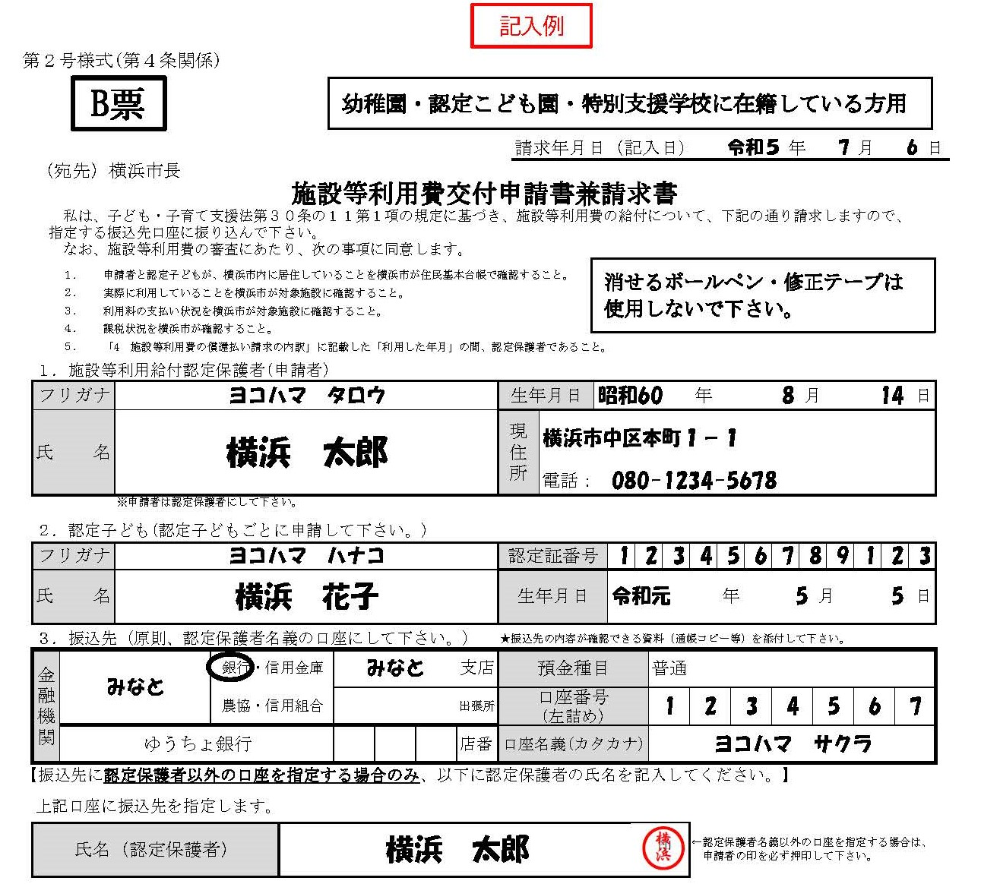 記入例
第２号様式(第４条関係)
B票
幼稚園・認定こども園・特別支援学校に在籍している方用
請求年月日（記入日） 令和5 年 7 月 6 日
（宛先）横浜市長
施設等利用費交付申請書兼請求書
私は、子ども・子育て支援法第３０条の１１第１項の規定に基づき、施設等利用費の給付について、下記の通り請求しますので、
指定する振込先口座に振り込んで下さい。
なお、施設等利用費の審査にあたり、次の事項に同意します。
1. 申請者と認定子どもが、横浜市内に居住していることを横浜市が住民基本台帳で確認すること。
2. 実際に利用していることを横浜市が対象施設に確認すること。
3. 利用料の支払い状況を横浜市が対象施設に確認すること。
4. 課税状況を横浜市が確認すること。
5. 「4 施設等利用費の償還払い請求の内訳」に記載した「利用した年月」の間、認定保護者であること。
消せるボールペン・修正テープは
使用しないで下さい。
1. 施設等利用給付認定保護者(申請者)
フリガナ ヨコハマ タロウ 生年月日 昭和60 年 8 月 14 日
氏 名 横浜 太郎 現住所 横浜市中区本町１－１
電話： 080-1234-5678
※申請者は認定保護者にして下さい。
2. 認定子ども(認定子どもごとに申請して下さい。)
フリガナ ヨコハマ ハナコ 認定証番号 1 2 3 4 5 6 7 8 9 1 2 3
氏 名 横浜 花子 生年月日 令和元 年 5 月 5 日
3. 振込先（原則、認定保護者名義の口座にして下さい。） ★振込先の内容が確認できる資料（通帳コピー等）を添付して下さい。
金融機関 みなと 銀行・信用金庫 みなと 支店 預金種目 普通
農協・信用組合 出張所 口座番号 1 2 3 4 5 6 7
(左詰め)
ゆうちょ銀行 店番 口座名義(カタカナ) ヨコハマ サクラ
【振込先に認定保護者以外の口座を指定する場合のみ、以下に認定保護者の氏名を記入してください。】
上記口座に振込先を指定します。
氏名（認定保護者） 横浜 太郎 横浜
←認定保護者名義以外の口座を指定する場合は、
申請者の印を必ず押印して下さい。